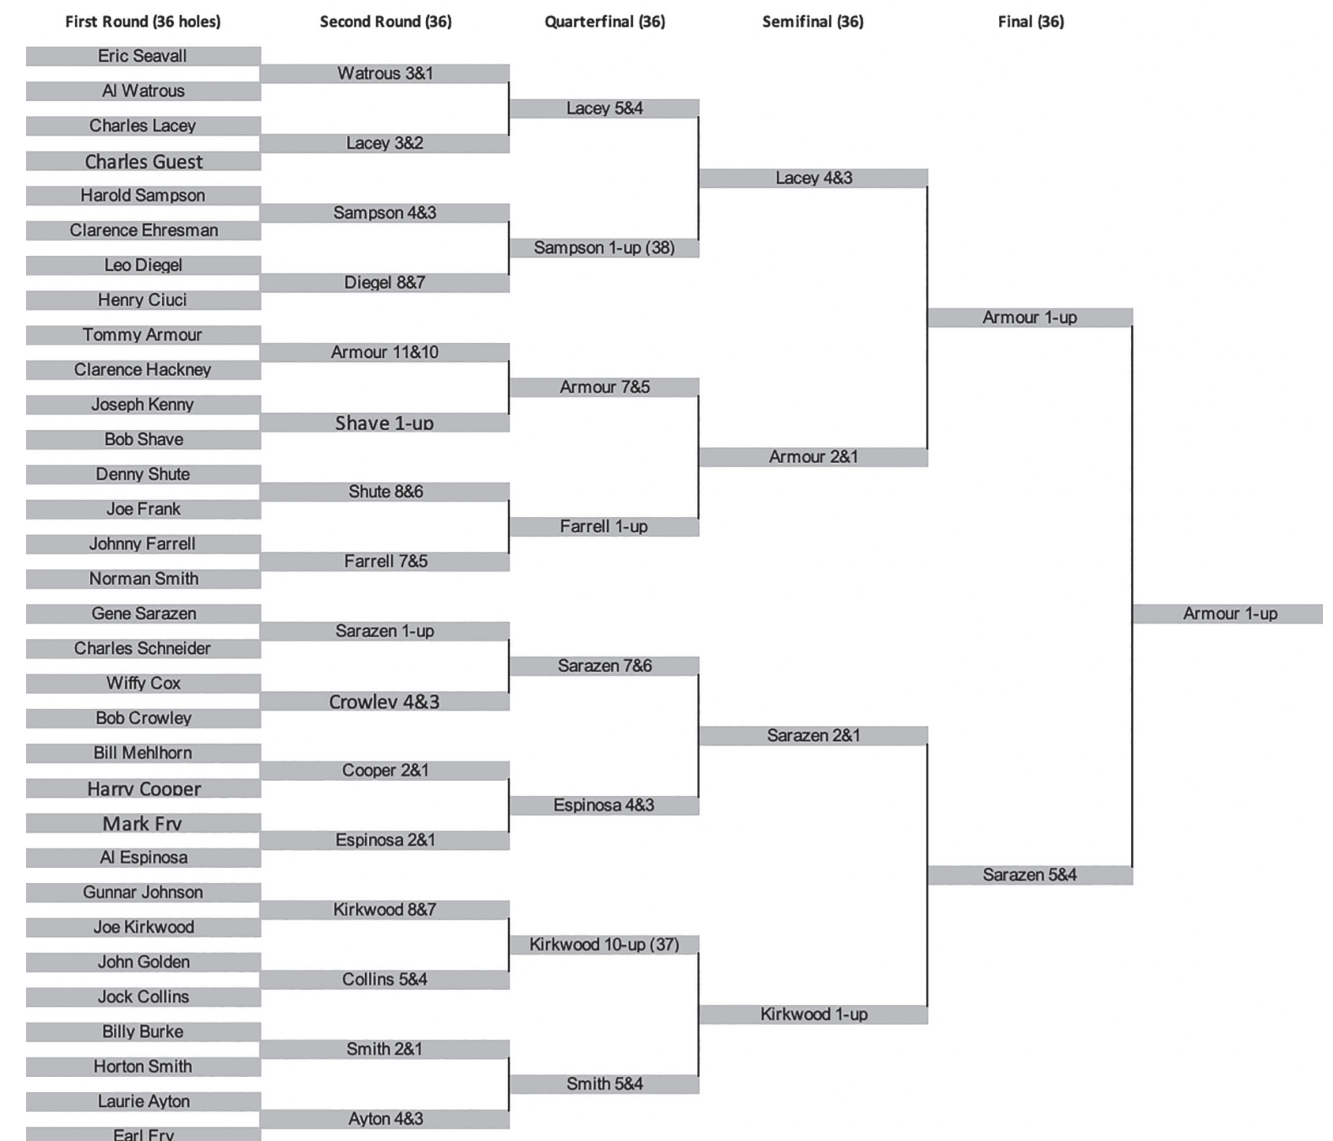 First Round (36 holes) Second Round (36) Quarterfinal (36) Semifinal (36) Final (36)
Eric Seavall
Watrous 3&1
Al Watrous
Lacey 5&4
Charles Lacey
Lacey 3&2
Charles Guest
Lacey 4&3
Harold Sampson
Sampson 4&3
Clarence Ehresman
Sampson 1-up (38)
Leo Diegel
Diegel 8&7
Henry Ciuci
Armour 1-up
Tommy Armour
Armour 11&10
Clarence Hackney
Armour 7&5
Joseph Kenny
Shave 1-up
Bob Shave
Armour 2&1
Denny Shute
Shute 8&6
Joe Frank
Farrell 1-up
Johnny Farrell
Farrell 7&5
Norman Smith
Gene Sarazen
Armour 1-up
Sarazen 1-up
Charles Schneider
Sarazen 7&6
Wiffy Cox
Crowley 4&3
Bob Crowley
Sarazen 2&1
Bill Mehlhorn
Cooper 2&1
Harry Cooper
Espinosa 4&3
Mark Fry
Espinosa 2&1
Al Espinosa
Sarazen 5&4
Gunnar Johnson
Kirkwood 8&7
Joe Kirkwood
Kirkwood 10-up (37)
John Golden
Collins 5&4
Jock Collins
Kirkwood 1-up
Billy Burke
Smith 2&1
Horton Smith
Smith 5&4
Laurie Ayton
Ayton 4&3
Earl Fry